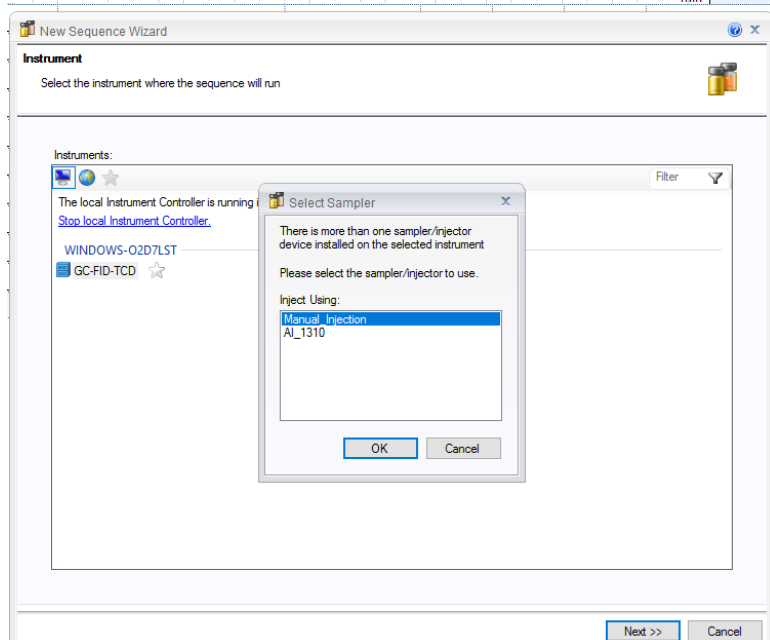 New Sequence Wizard
Instrument
Select the instrument where the sequence will run
Instruments:
Filter
The local Instrument Controller is running
Stop local Instrument Controller.
WINDOWS-O2D7LST
GC-FID-TCD
Select Sampler
There is more than one sampler/injector
device installed on the selected instrument
Please select the sampler/injector to use.
Inject Using:
Manual_Injection
AI_1310
OK
Cancel
Next >>
Cancel